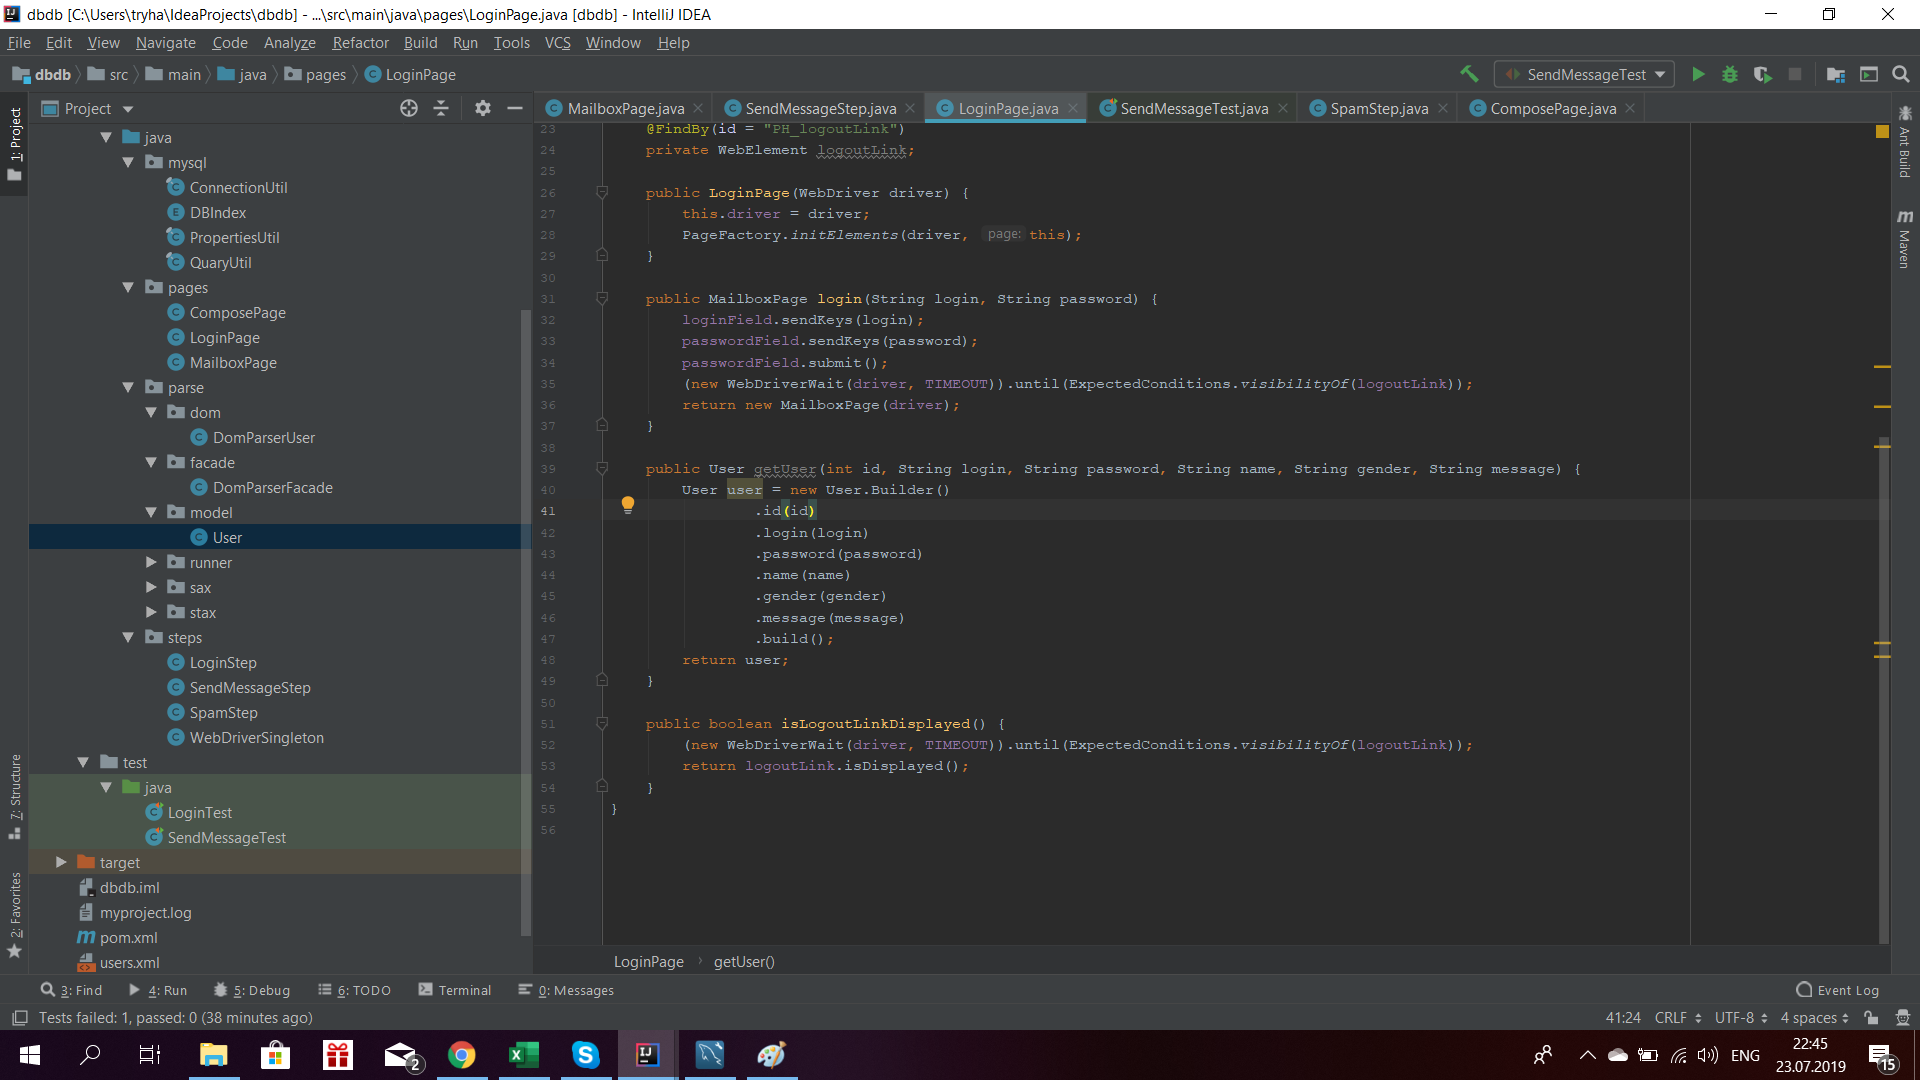 dbdb [C:\Users\tryha\IdeaProjects\dbdb] - ...\src\main\java\pages\LoginPage.java [dbdb] - IntelliJ IDEA
File Edit View Navigate Code Analyze Refactor Build Run Tools VCS Window Help
dbdb src main java pages LoginPage
SendMessageTest
Project
MailboxPage.java SendMessageStep.java LoginPage.java SendMessageTest.java SpamStep.java ComposePage.java
1: Project
7: Structure
2: Favorites
java
mysql
ConnectionUtil
DBIndex
PropertiesUtil
QuaryUtil
pages
ComposePage
LoginPage
MailboxPage
parse
dom
DomParserUser
facade
DomParserFacade
model
User
runner
sax
stax
steps
LoginStep
SendMessageStep
SpamStep
WebDriverSingleton
test
java
LoginTest
SendMessageTest
target
dbdb.iml
myproject.log
pom.xml
users.xml
23 @FindBy(id = "PH_logoutLink")
24 private WebElement logoutLink;
25
26 public LoginPage(WebDriver driver) {
27 this.driver = driver;
28 PageFactory.initElements(driver, page: this);
29 }
30
31 public MailboxPage login(String login, String password) {
32 loginField.sendKeys(login);
33 passwordField.sendKeys(password);
34 passwordField.submit();
35 (new WebDriverWait(driver, TIMEOUT)).until(ExpectedConditions.visibilityOf(logoutLink));
36 return new MailboxPage(driver);
37 }
38
39 public User getUser(int id, String login, String password, String name, String gender, String message) {
40 User user = new User.Builder()
41 .id(id)
42 .login(login)
43 .password(password)
44 .name(name)
45 .gender(gender)
46 .message(message)
47 .build();
48 return user;
49 }
50
51 public boolean isLogoutLinkDisplayed() {
52 (new WebDriverWait(driver, TIMEOUT)).until(ExpectedConditions.visibilityOf(logoutLink));
53 return logoutLink.isDisplayed();
54 }
55 }
56
Ant Build
Maven
LoginPage getUser()
3: Find 4: Run 5: Debug 6: TODO Terminal 0: Messages Event Log
Tests failed: 1, passed: 0 (38 minutes ago) 41:24 CRLF UTF-8 4 spaces
2 ENG 22:45
23.07.2019 15